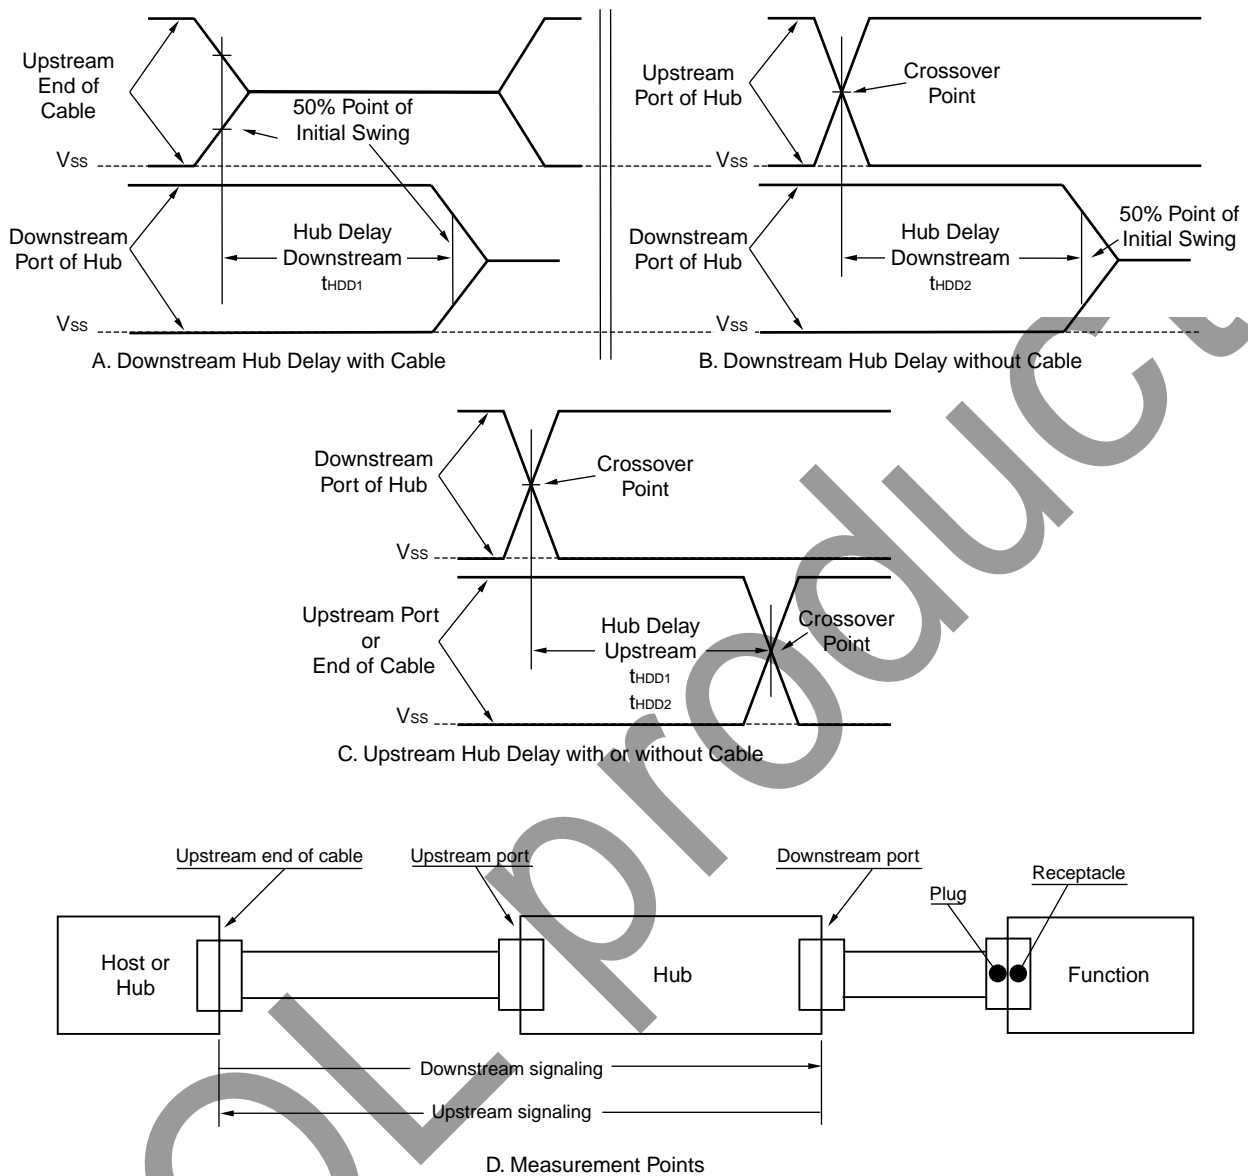 Upstream
End of
Cable
50% Point of
Initial Swing
VSS
Downstream
Port of Hub
Hub Delay
Downstream
tHDD1
VSS
A. Downstream Hub Delay with Cable
Upstream
Port of Hub
Crossover
Point
VSS
Downstream
Port of Hub
Hub Delay
Downstream
tHDD2
50% Point of
Initial Swing
VSS
B. Downstream Hub Delay without Cable
Downstream
Port of Hub
Crossover
Point
VSS
Upstream Port
or
End of Cable
Hub Delay
Upstream
tHDD1
tHDD2
Crossover
Point
VSS
C. Upstream Hub Delay with or without Cable
Upstream end of cable
Upstream port
Downstream port
Receptacle
Plug
Host or
Hub
Hub
Function
Downstream signaling
Upstream signaling
D. Measurement Points
OL product